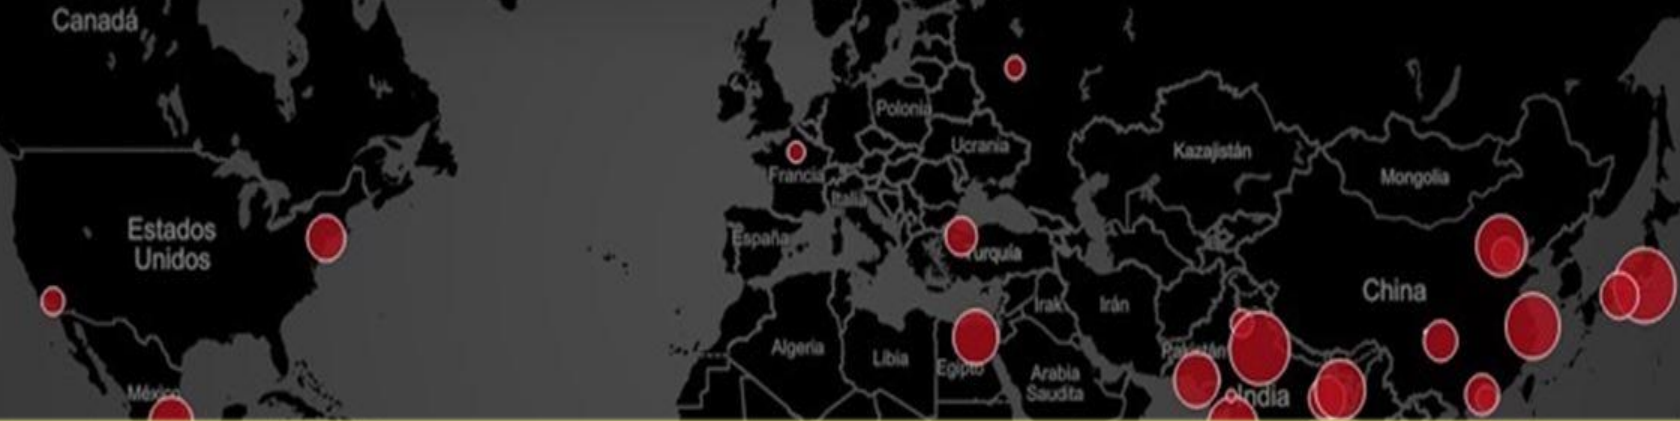 Canadá
Polonia
Ucrania
Kazajistán
Francia
Mongolia
Italia
Estados
Unidos
España
Turquía
China
Irak
Irán
Argelia
Libia
Pakistán
Egipto
Arabia
Saudita
México
India